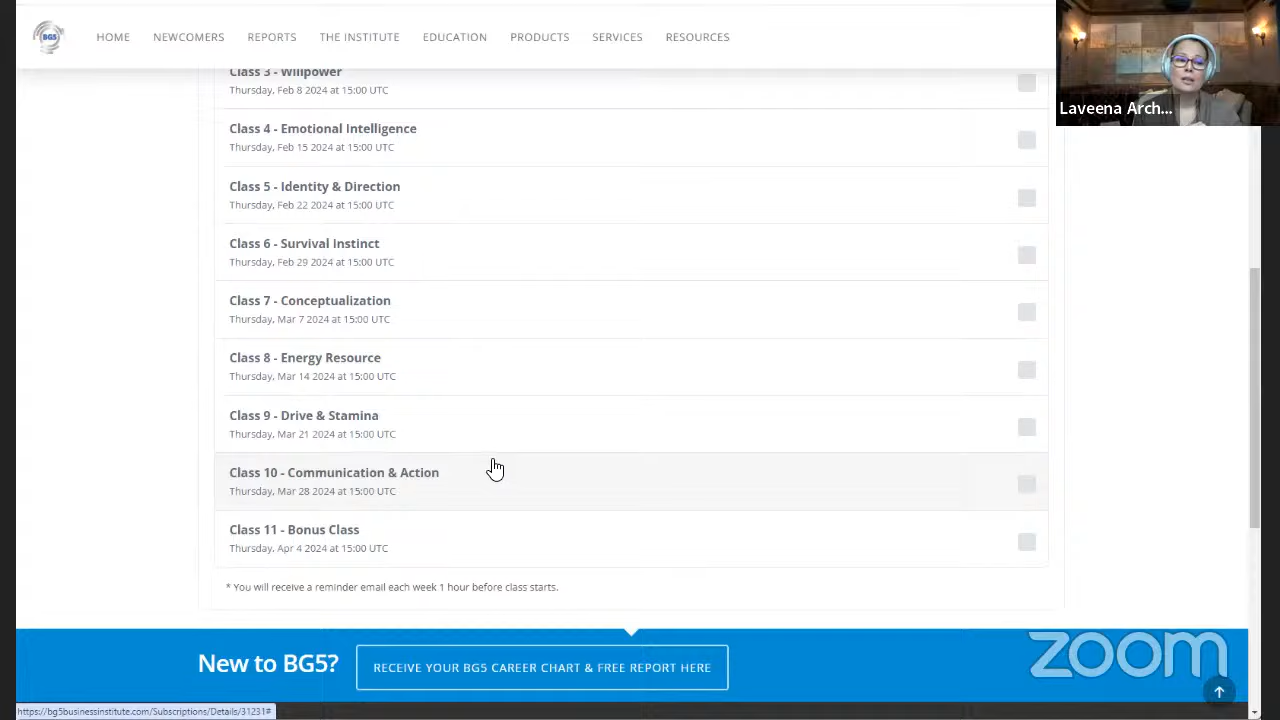 BG5
HOME NEWCOMERS REPORTS THE INSTITUTE EDUCATION PRODUCTS SERVICES RESOURCES
Laveena Arch...
Class 3 - Willpower
Thursday, Feb 8 2024 at 15:00 UTC
Class 4 - Emotional Intelligence
Thursday, Feb 15 2024 at 15:00 UTC
Class 5 - Identity & Direction
Thursday, Feb 22 2024 at 15:00 UTC
Class 6 - Survival Instinct
Thursday, Feb 29 2024 at 15:00 UTC
Class 7 - Conceptualization
Thursday, Mar 7 2024 at 15:00 UTC
Class 8 - Energy Resource
Thursday, Mar 14 2024 at 15:00 UTC
Class 9 - Drive & Stamina
Thursday, Mar 21 2024 at 15:00 UTC
Class 10 - Communication & Action
Thursday, Mar 28 2024 at 15:00 UTC
Class 11 - Bonus Class
Thursday, Apr 4 2024 at 15:00 UTC
* You will receive a reminder email each week 1 hour before class starts.
New to BG5? RECEIVE YOUR BG5 CAREER CHART & FREE REPORT HERE
zoom
https://bg5businessinstitute.com/Subscriptions/Details/31231#